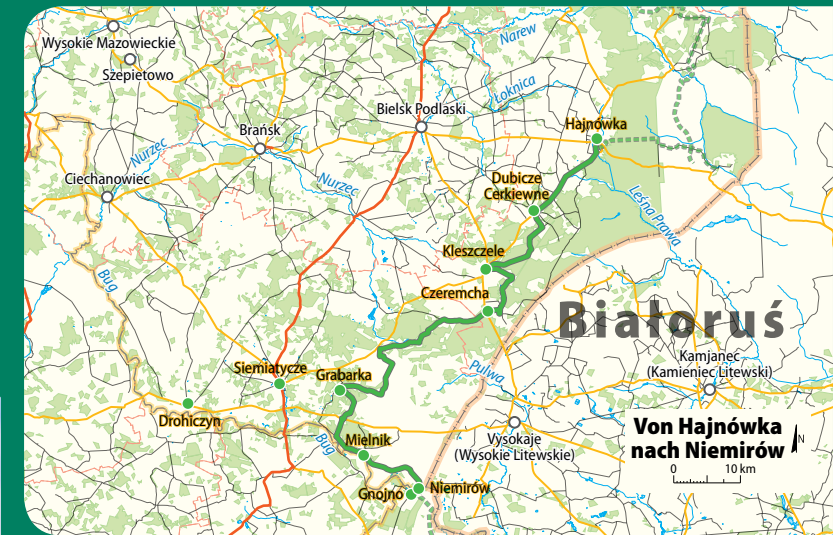 Narew
Wysokie Mazowieckie
Szepietowo
Łoknica
Bielsk Podlaski
Hajnówka
Brańsk
Nurzec
Ciechanowiec
Nurzec
Dubicze
Cerkiewne
Leśna Prawa
Kleszczele
Bug
Czeremcha
Białoruś
Kamjanec
(Kamieniec Litewski)
Siemiatycze
Grabarka
Pulwa
Drohiczyn
Bug
Mielnik
Vysokaje
(Wysokie Litewskie)
Von Hajnówka
nach Niemirów
N
0 10 km
Gnojno
Niemirów